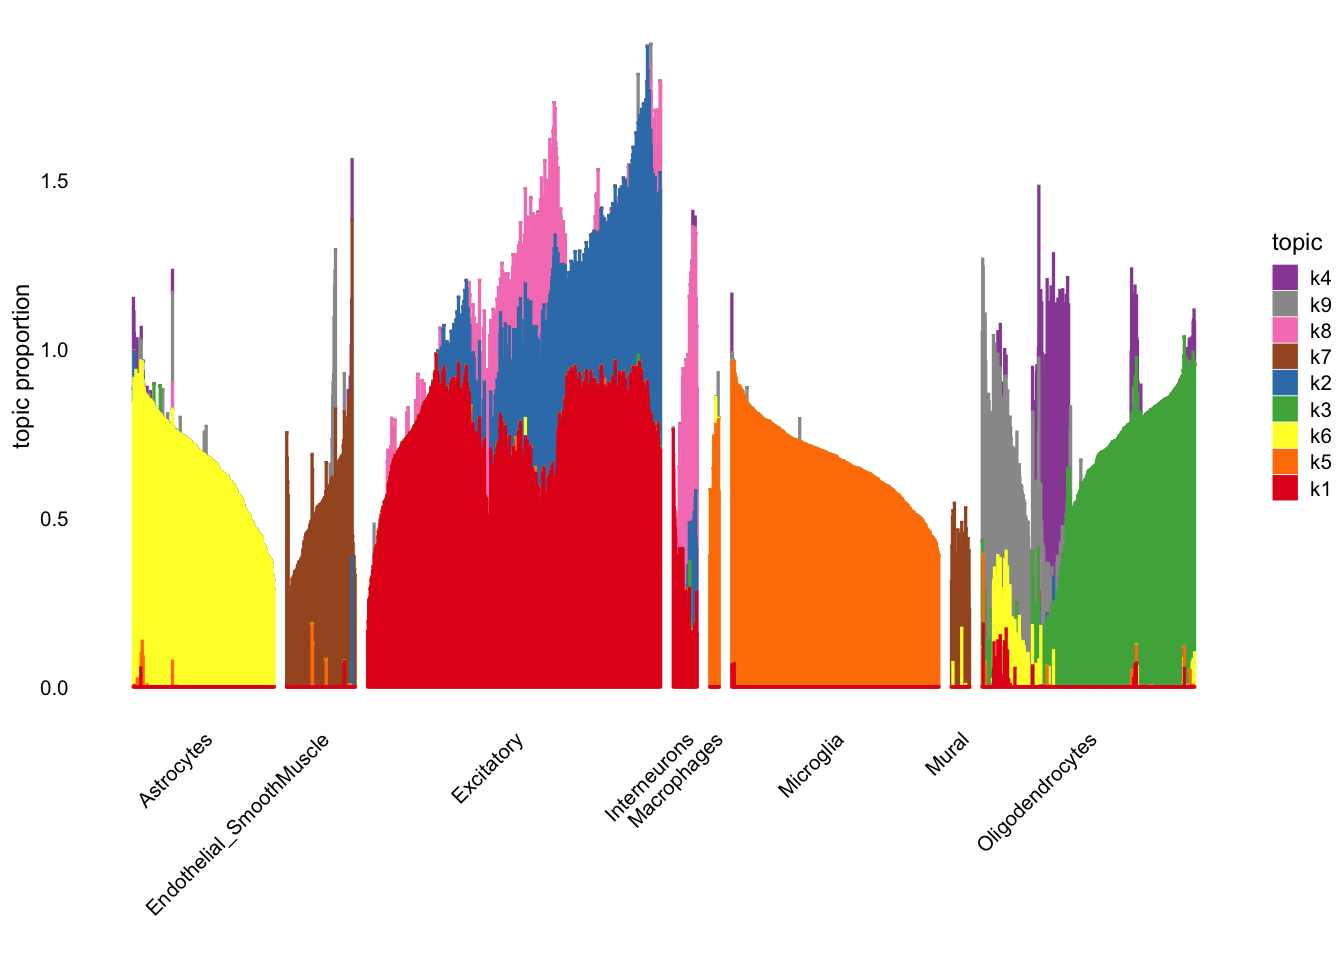 topic proportion
1.5
1.0
0.5
0.0
Astrocytes
Endothelial_SmoothMuscle
Excitatory
Interneurons
Macrophages
Microglia
Mural
Oligodendrocytes
topic
k4
k9
k8
k7
k2
k3
k6
k5
k1